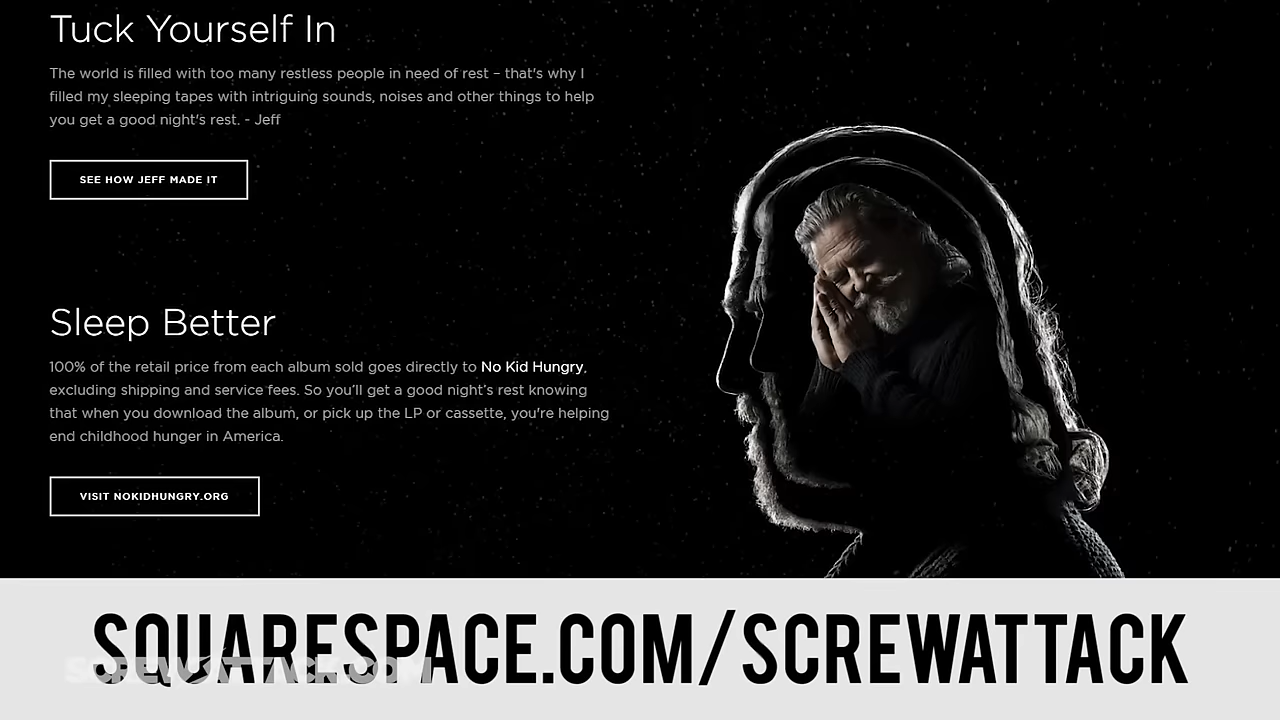 Tuck Yourself In
The world is filled with too many restless people in need of rest – that's why I
filled my sleeping tapes with intriguing sounds, noises and other things to help
you get a good night's rest. - Jeff
SEE HOW JEFF MADE IT
Sleep Better
100% of the retail price from each album sold goes directly to No Kid Hungry,
excluding shipping and service fees. So you'll get a good night's rest knowing
that when you download the album, or pick up the LP or cassette, you're helping
end childhood hunger in America.
VISIT NOKIDHUNGRY.ORG
SQUARESPACE.COM/SCREWATTACK
SCREWATTACK.COM